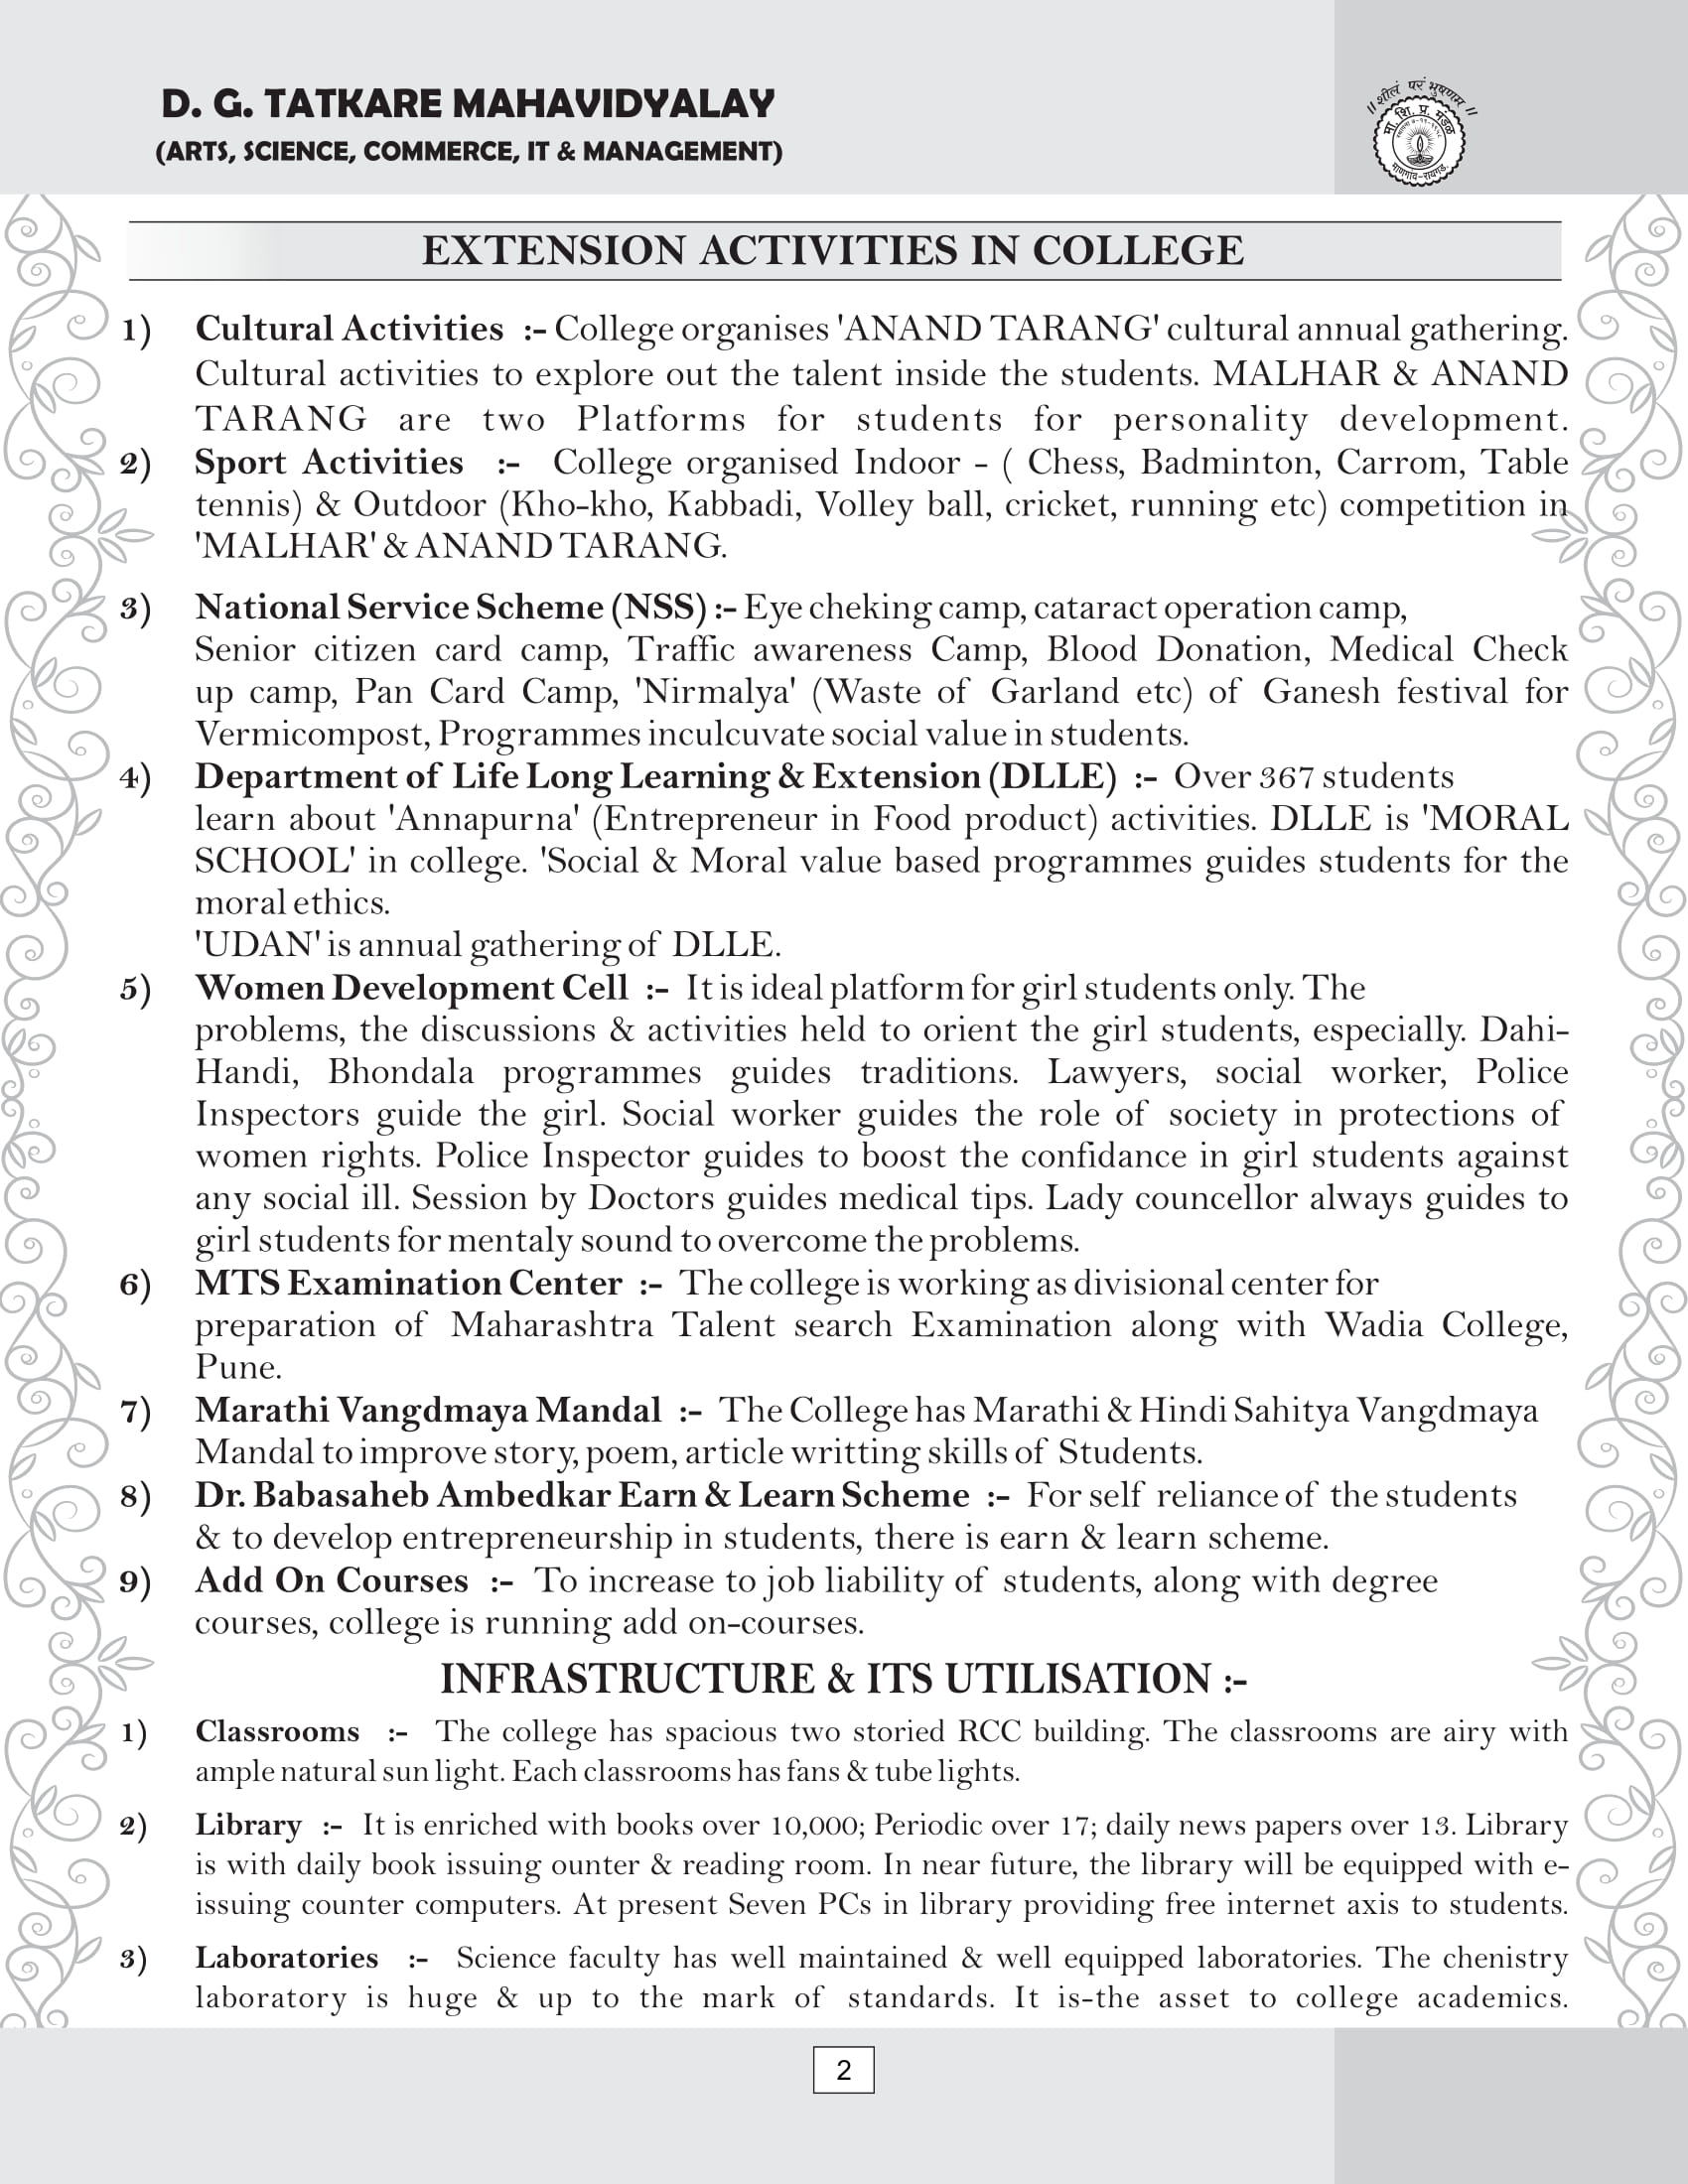 D. G. TATKARE MAHAVIDYALAY
(ARTS, SCIENCE, COMMERCE, IT & MANAGEMENT)
॥ शीलं परं भुषणम ॥
मा. शि. प्र. मंडळ
माणगांव-रायगड.
EXTENSION ACTIVITIES IN COLLEGE
1) Cultural Activities :- College organises 'ANAND TARANG' cultural annual gathering.
Cultural activities to explore out the talent inside the students. MALHAR & ANAND
TARANG are two Platforms for students for personality development.
2) Sport Activities :- College organised Indoor - ( Chess, Badminton, Carrom, Table
tennis) & Outdoor (Kho-kho, Kabbadi, Volley ball, cricket, running etc) competition in
'MALHAR' & ANAND TARANG.
3) National Service Scheme (NSS) :- Eye cheking camp, cataract operation camp,
Senior citizen card camp, Traffic awareness Camp, Blood Donation, Medical Check
up camp, Pan Card Camp, 'Nirmalya' (Waste of Garland etc) of Ganesh festival for
Vermicompost, Programmes inculcuvate social value in students.
4) Department of Life Long Learning & Extension (DLLE) :- Over 367 students
learn about 'Annapurna' (Entrepreneur in Food product) activities. DLLE is 'MORAL
SCHOOL' in college. 'Social & Moral value based programmes guides students for the
moral ethics.
'UDAN' is annual gathering of DLLE.
5) Women Development Cell :- It is ideal platform for girl students only. The
problems, the discussions & activities held to orient the girl students, especially. Dahi-
Handi, Bhondala programmes guides traditions. Lawyers, social worker, Police
Inspectors guide the girl. Social worker guides the role of society in protections of
women rights. Police Inspector guides to boost the confidance in girl students against
any social ill. Session by Doctors guides medical tips. Lady councellor always guides to
girl students for mentaly sound to overcome the problems.
6) MTS Examination Center :- The college is working as divisional center for
preparation of Maharashtra Talent search Examination along with Wadia College,
Pune.
7) Marathi Vangdmaya Mandal :- The College has Marathi & Hindi Sahitya Vangdmaya
Mandal to improve story, poem, article writting skills of Students.
8) Dr. Babasaheb Ambedkar Earn & Learn Scheme :- For self reliance of the students
& to develop entrepreneurship in students, there is earn & learn scheme.
9) Add On Courses :- To increase to job liability of students, along with degree
courses, college is running add on-courses.
INFRASTRUCTURE & ITS UTILISATION :-
1) Classrooms :- The college has spacious two storied RCC building. The classrooms are airy with
ample natural sun light. Each classrooms has fans & tube lights.
2) Library :- It is enriched with books over 10,000; Periodic over 17; daily news papers over 13. Library
is with daily book issuing ounter & reading room. In near future, the library will be equipped with e-
issuing counter computers. At present Seven PCs in library providing free internet axis to students.
3) Laboratories :- Science faculty has well maintained & well equipped laboratories. The chenistry
laboratory is huge & up to the mark of standards. It is-the asset to college academics.
2